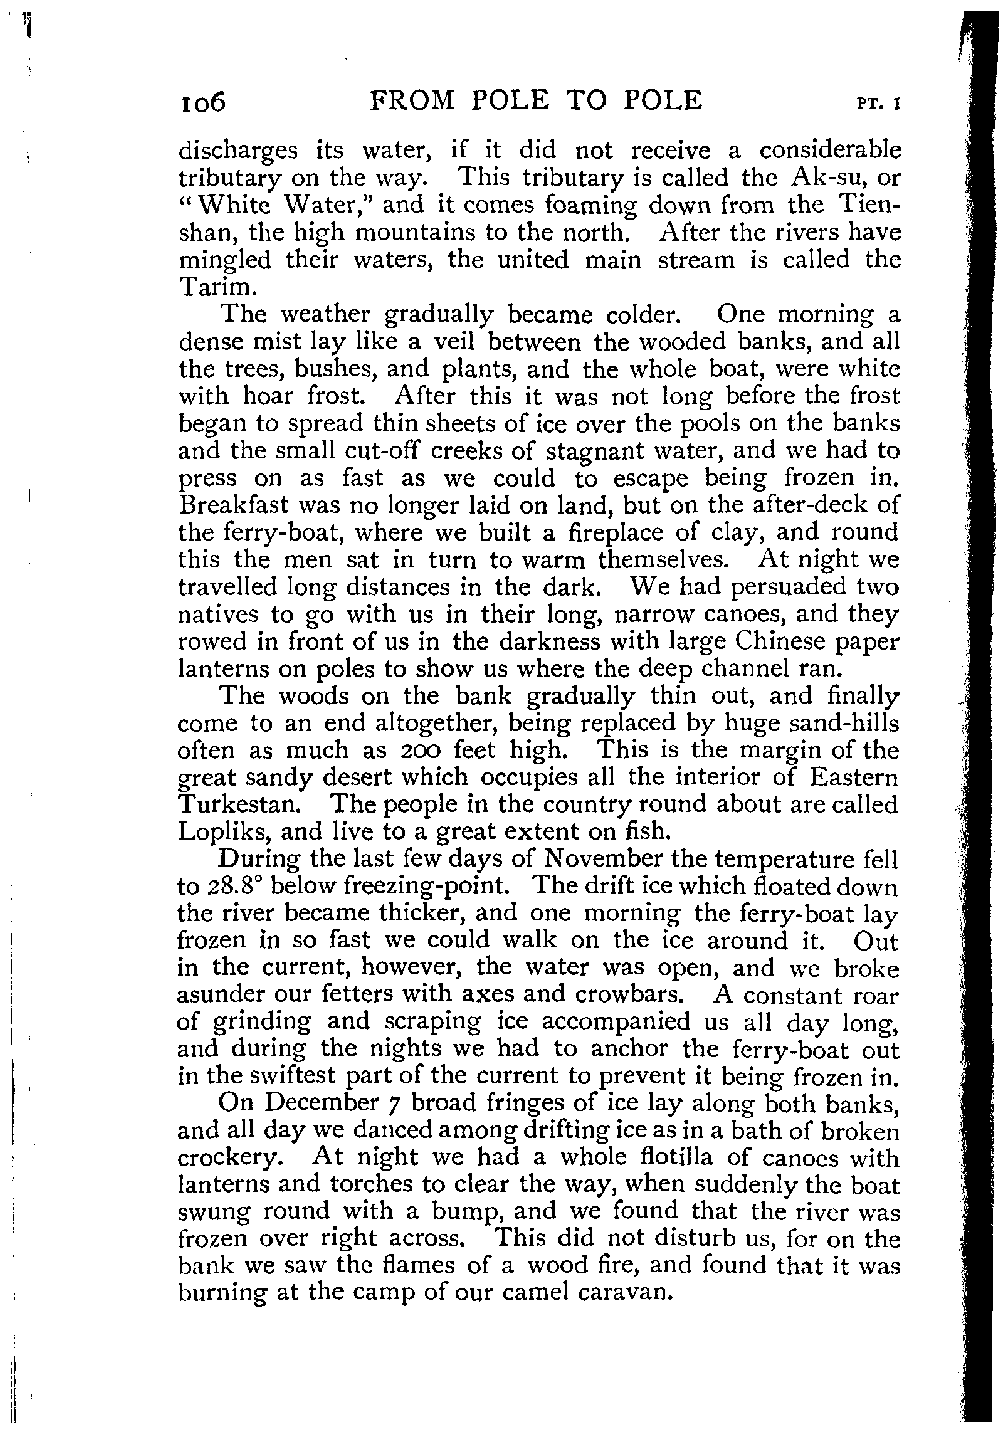 106 FROM POLE TO POLE PT. I
discharges its water, if it did not receive a considerable
tributary on the way. This tributary is called the Ak-su, or
“White Water,” and it comes foaming down from the Tien-
shan, the high mountains to the north. After the rivers have
mingled their waters, the united main stream is called the
Tarim.
The weather gradually became colder. One morning a
dense mist lay like a veil between the wooded banks, and all
the trees, bushes, and plants, and the whole boat, were white
with hoar frost. After this it was not long before the frost
began to spread thin sheets of ice over the pools on the banks
and the small cut-off creeks of stagnant water, and we had to
press on as fast as we could to escape being frozen in.
Breakfast was no longer laid on land, but on the after-deck of
the ferry-boat, where we built a fireplace of clay, and round
this the men sat in turn to warm themselves. At night we
travelled long distances in the dark. We had persuaded two
natives to go with us in their long, narrow canoes, and they
rowed in front of us in the darkness with large Chinese paper
lanterns on poles to show us where the deep channel ran.
The woods on the bank gradually thin out, and finally
come to an end altogether, being replaced by huge sand-hills
often as much as 200 feet high. This is the margin of the
great sandy desert which occupies all the interior of Eastern
Turkestan. The people in the country round about are called
Lopliks, and live to a great extent on fish.
During the last few days of November the temperature fell
to 28.8° below freezing-point. The drift ice which floated down
the river became thicker, and one morning the ferry-boat lay
frozen in so fast we could walk on the ice around it. Out
in the current, however, the water was open, and we broke
asunder our fetters with axes and crowbars. A constant roar
of grinding and scraping ice accompanied us all day long,
and during the nights we had to anchor the ferry-boat out
in the swiftest part of the current to prevent it being frozen in.
On December 7 broad fringes of ice lay along both banks,
and all day we danced among drifting ice as in a bath of broken
crockery. At night we had a whole flotilla of canoes with
lanterns and torches to clear the way, when suddenly the boat
swung round with a bump, and we found that the river was
frozen over right across. This did not disturb us, for on the
bank we saw the flames of a wood fire, and found that it was
burning at the camp of our camel caravan.